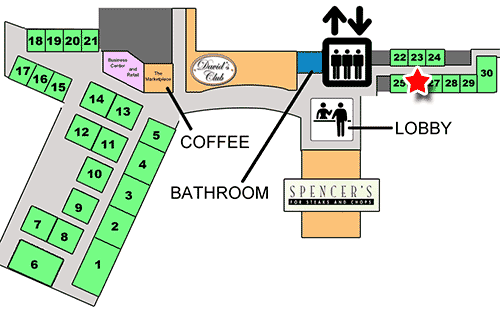 18 19 20 21
Business
Center
and
Retail
The
Marketplace
David's
Club
22 23 24
17 16 15
25 27 28 29
30
14 13
COFFEE
LOBBY
12 11
5
4
10
BATHROOM
3
9
SPENCER'S
FOR STEAKS AND CHOPS
7 8
2
6
1